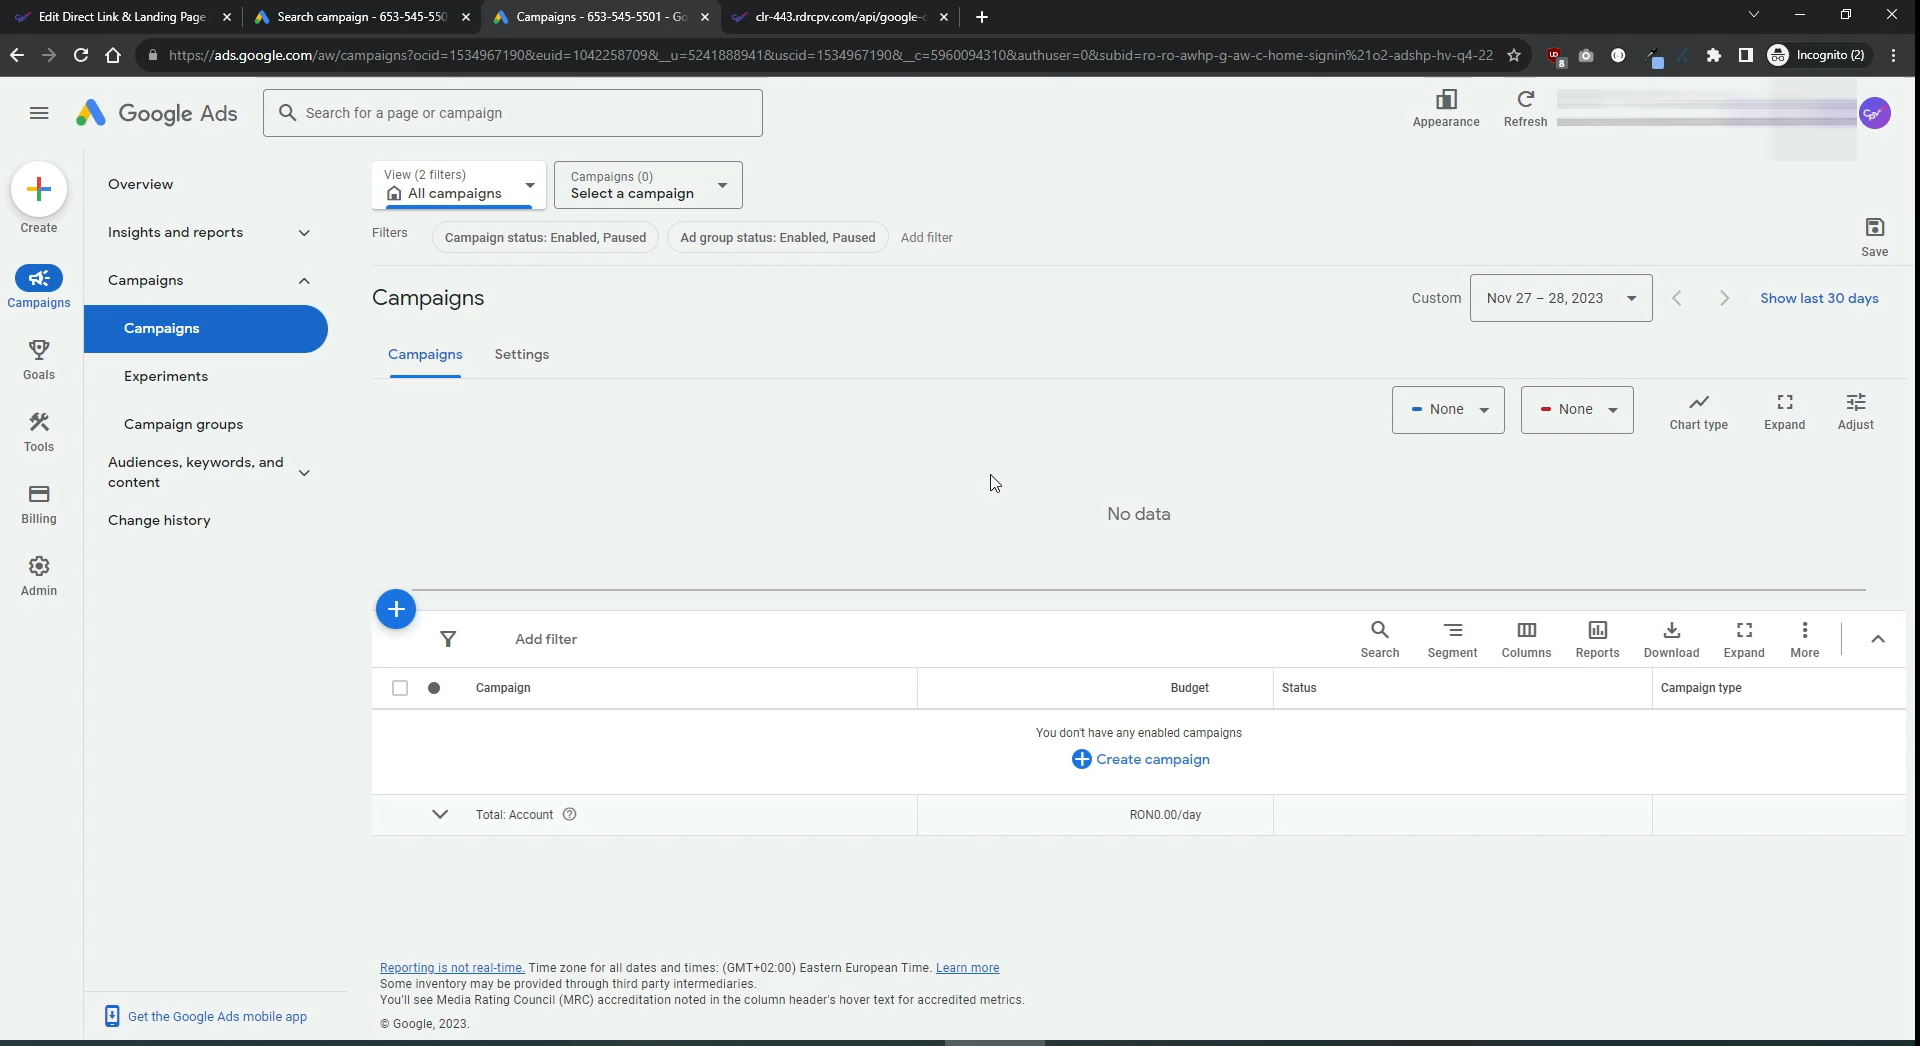 Edit Direct Link & Landing Page
Search campaign - 653-545-550
Campaigns - 653-545-5501 - Go
clr-443.rdrcpv.com/api/google-c
https://ads.google.com/aw/campaigns?ocid=1534967190&euid=1042258709&__u=5241888941&uscid=1534967190&__c=5960094310&authuser=0&subid=ro-ro-awhp-g-aw-c-home-signin%21o2-adshp-hv-q4-22
8
Incognito (2)
Google Ads
Search for a page or campaign
Appearance
Refresh
CPV
Create
Campaigns
Goals
Tools
Billing
Admin
Overview
Insights and reports
Campaigns
Campaigns
Experiments
Campaign groups
Audiences, keywords, and
content
Change history
Get the Google Ads mobile app
View (2 filters)
All campaigns
Campaigns (0)
Select a campaign
Filters
Campaign status: Enabled, Paused
Ad group status: Enabled, Paused
Add filter
Save
Campaigns
Custom
Nov 27 – 28, 2023
Show last 30 days
Campaigns
Settings
None
None
Chart type
Expand
Adjust
No data
Add filter
Search
Segment
Columns
Reports
Download
Expand
More
Campaign
Budget
Status
Campaign type
You don't have any enabled campaigns
Create campaign
Total: Account
RON0.00/day
Reporting is not real-time. Time zone for all dates and times: (GMT+02:00) Eastern European Time. Learn more
Some inventory may be provided through third party intermediaries.
You'll see Media Rating Council (MRC) accreditation noted in the column header's hover text for accredited metrics.
© Google, 2023.